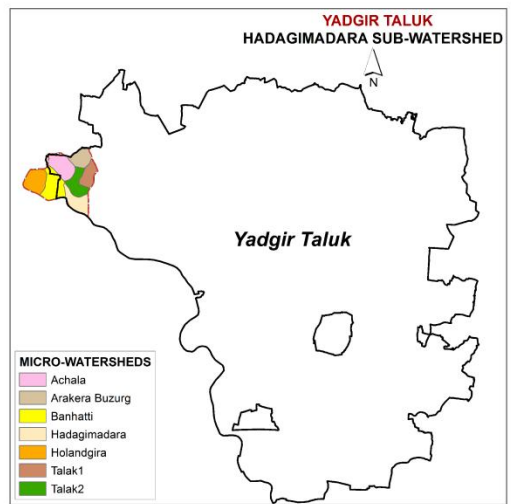 YADGIR TALUK
HADAGIMADARA SUB-WATERSHED
N
Yadgir Taluk
MICRO-WATERSHEDS
Achala
Arakera Buzurg
Banhatti
Hadagimadara
Holandgira
Talak1
Talak2